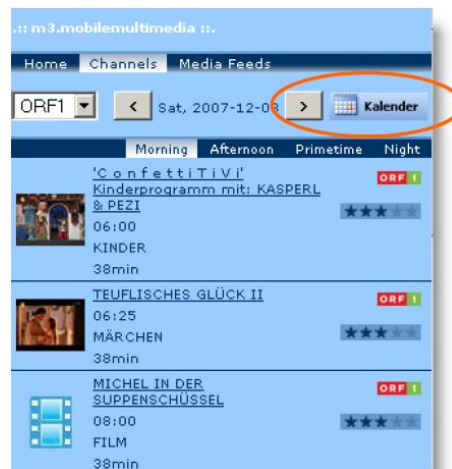 .:: m3.mobilemultimedia ::.
Home Channels Media Feeds
ORF1 < Sat, 2007-12-08 > Kalender
Morning Afternoon Primetime Night
'C o n f e t t i T i V i'
Kinderprogramm mit: KASPERL
& PEZI
ORF 1
06:00
KINDER
38min
TEUFLISCHES GLÜCK II
ORF 1
06:25
MÄRCHEN
38min
MICHEL IN DER
SUPPENSCHÜSSEL
ORF 1
08:00
FILM
38min